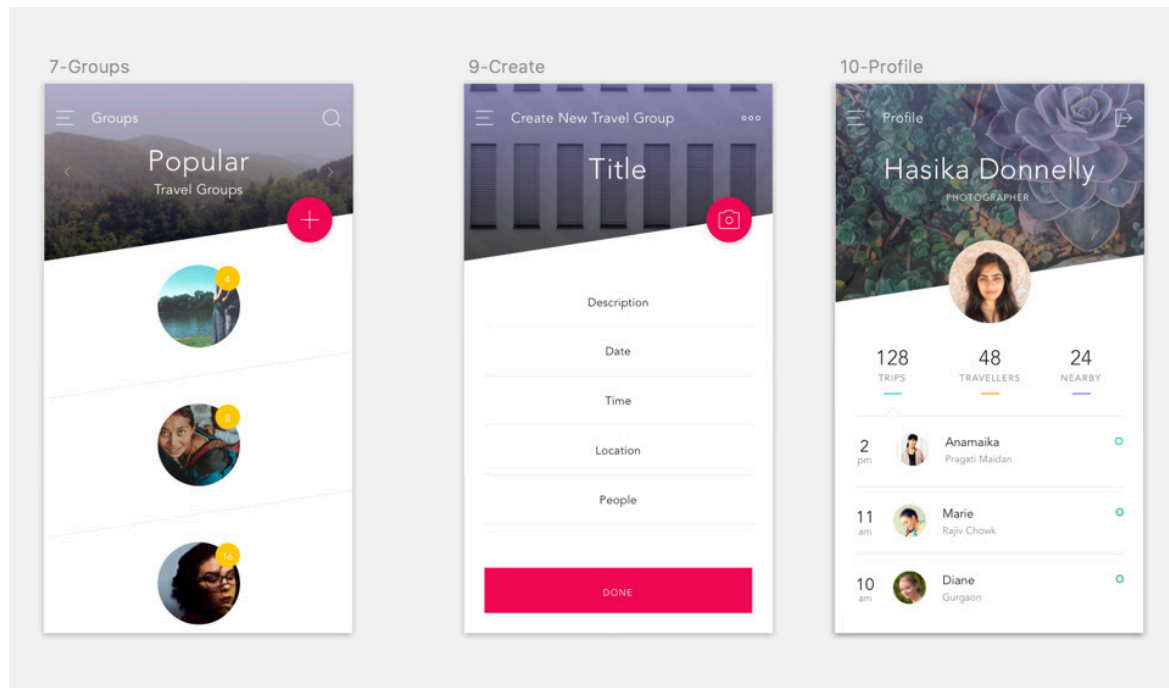 7-Groups
Groups
Popular
Travel Groups
4
8
16
9-Create
Create New Travel Group
Title
Description
Date
Time
Location
People
DONE
10-Profile
Profile
Hasika Donnelly
PHOTOGRAPHER
128 48 24
TRIPS TRAVELLERS NEARBY
2 Anamaika
pm Pragati Maidan
11 Marie
am Rajiv Chowk
10 Diane
am Gurgaon